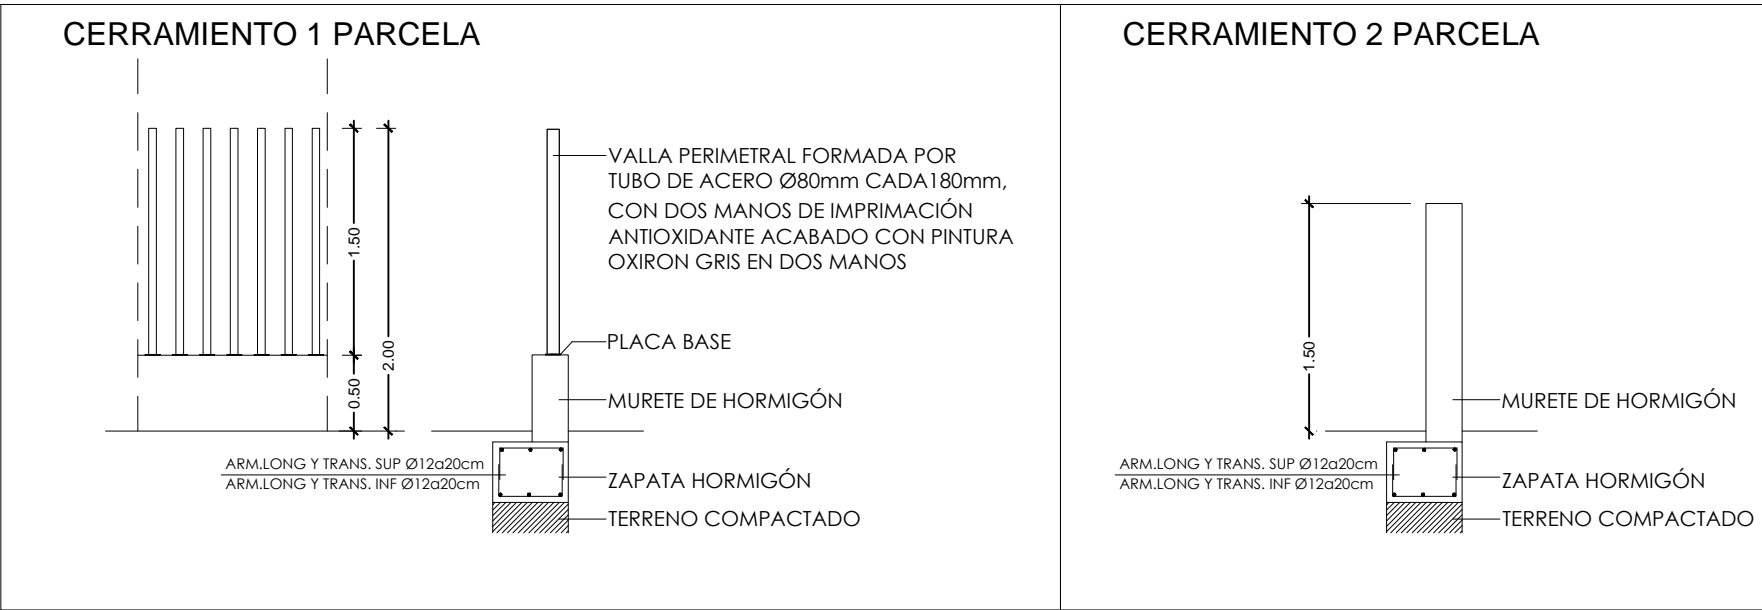 CERRAMIENTO 1 PARCELA
1.50
2.00
0.50
VALLA PERIMETRAL FORMADA POR
TUBO DE ACERO Ø80mm CADA180mm,
CON DOS MANOS DE IMPRIMACIÓN
ANTIOXIDANTE ACABADO CON PINTURA
OXIRON GRIS EN DOS MANOS
PLACA BASE
MURETE DE HORMIGÓN
ARM.LONG Y TRANS. SUP Ø12a20cm
ARM.LONG Y TRANS. INF Ø12a20cm
ZAPATA HORMIGÓN
TERRENO COMPACTADO
CERRAMIENTO 2 PARCELA
1.50
MURETE DE HORMIGÓN
ARM.LONG Y TRANS. SUP Ø12a20cm
ARM.LONG Y TRANS. INF Ø12a20cm
ZAPATA HORMIGÓN
TERRENO COMPACTADO